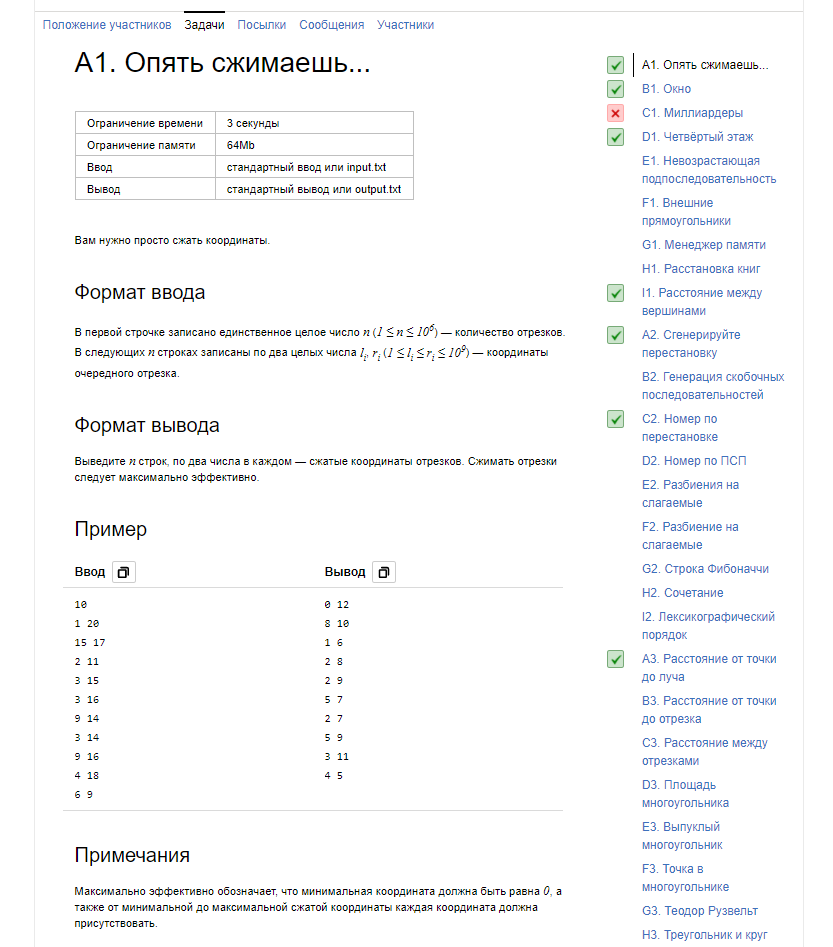 Положение участников Задачи Посылки Сообщения Участники
A1. Опять сжимаешь...
Ограничение времени 3 секунды
Ограничение памяти 64Mb
Ввод стандартный ввод или input.txt
Вывод стандартный вывод или output.txt
Вам нужно просто сжать координаты.
Формат ввода
В первой строчке записано единственное целое число n (1 ≤ n ≤ 10^6) — количество отрезков.
В следующих n строках записаны по два целых числа l_i, r_i (1 ≤ l_i ≤ r_i ≤ 10^9) — координаты
очередного отрезка.
Формат вывода
Выведите n строк, по два числа в каждом — сжатые координаты отрезков. Сжимать отрезки
следует максимально эффективно.
Пример
Ввод Вывод
10
1 20
15 17
2 11
3 15
3 16
9 14
3 14
9 16
4 18
6 9
0 12
8 10
1 6
2 8
2 9
5 7
2 7
5 9
3 11
4 5
Примечания
Максимально эффективно обозначает, что минимальная координата должна быть равна 0, а
также от минимальной до максимальной сжатой координаты каждая координата должна
присутствовать.
A1. Опять сжимаешь...
B1. Окно
C1. Миллиардеры
D1. Четвёртый этаж
E1. Невозрастающая
подпоследовательность
F1. Внешние
прямоугольники
G1. Менеджер памяти
H1. Расстановка книг
I1. Расстояние между
вершинами
A2. Сгенерируйте
перестановку
B2. Генерация скобочных
последовательностей
C2. Номер по
перестановке
D2. Номер по ПСП
E2. Разбиения на
слагаемые
F2. Разбиение на
слагаемые
G2. Строка Фибоначчи
H2. Сочетание
I2. Лексикографический
порядок
A3. Расстояние от точки
до луча
B3. Расстояние от точки
до отрезка
C3. Расстояние между
отрезками
D3. Площадь
многоугольника
E3. Выпуклый
многоугольник
F3. Точка в
многоугольнике
G3. Теодор Рузвельт
H3. Треугольник и круг